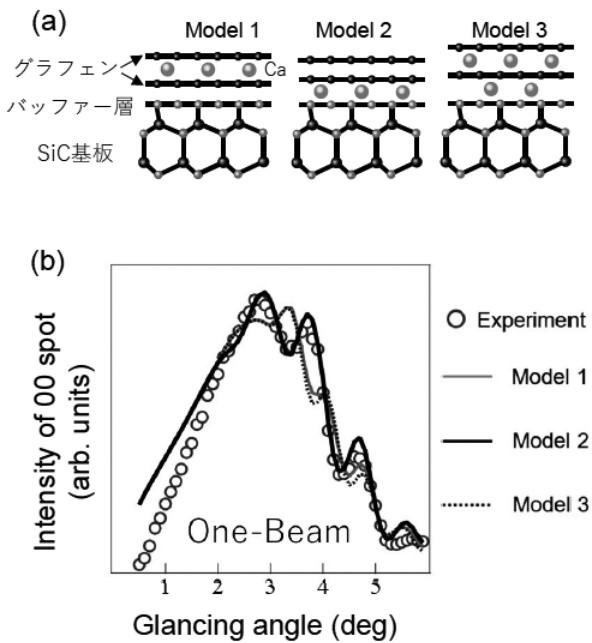 (a)
Model 1
Model 2
Model 3
グラフェン
Ca
バッファー層
SiC基板
(b)
Intensity of 00 spot
(arb. units)
Experiment
Model 1
Model 2
Model 3
One-Beam
1 2 3 4 5
Glancing angle (deg)